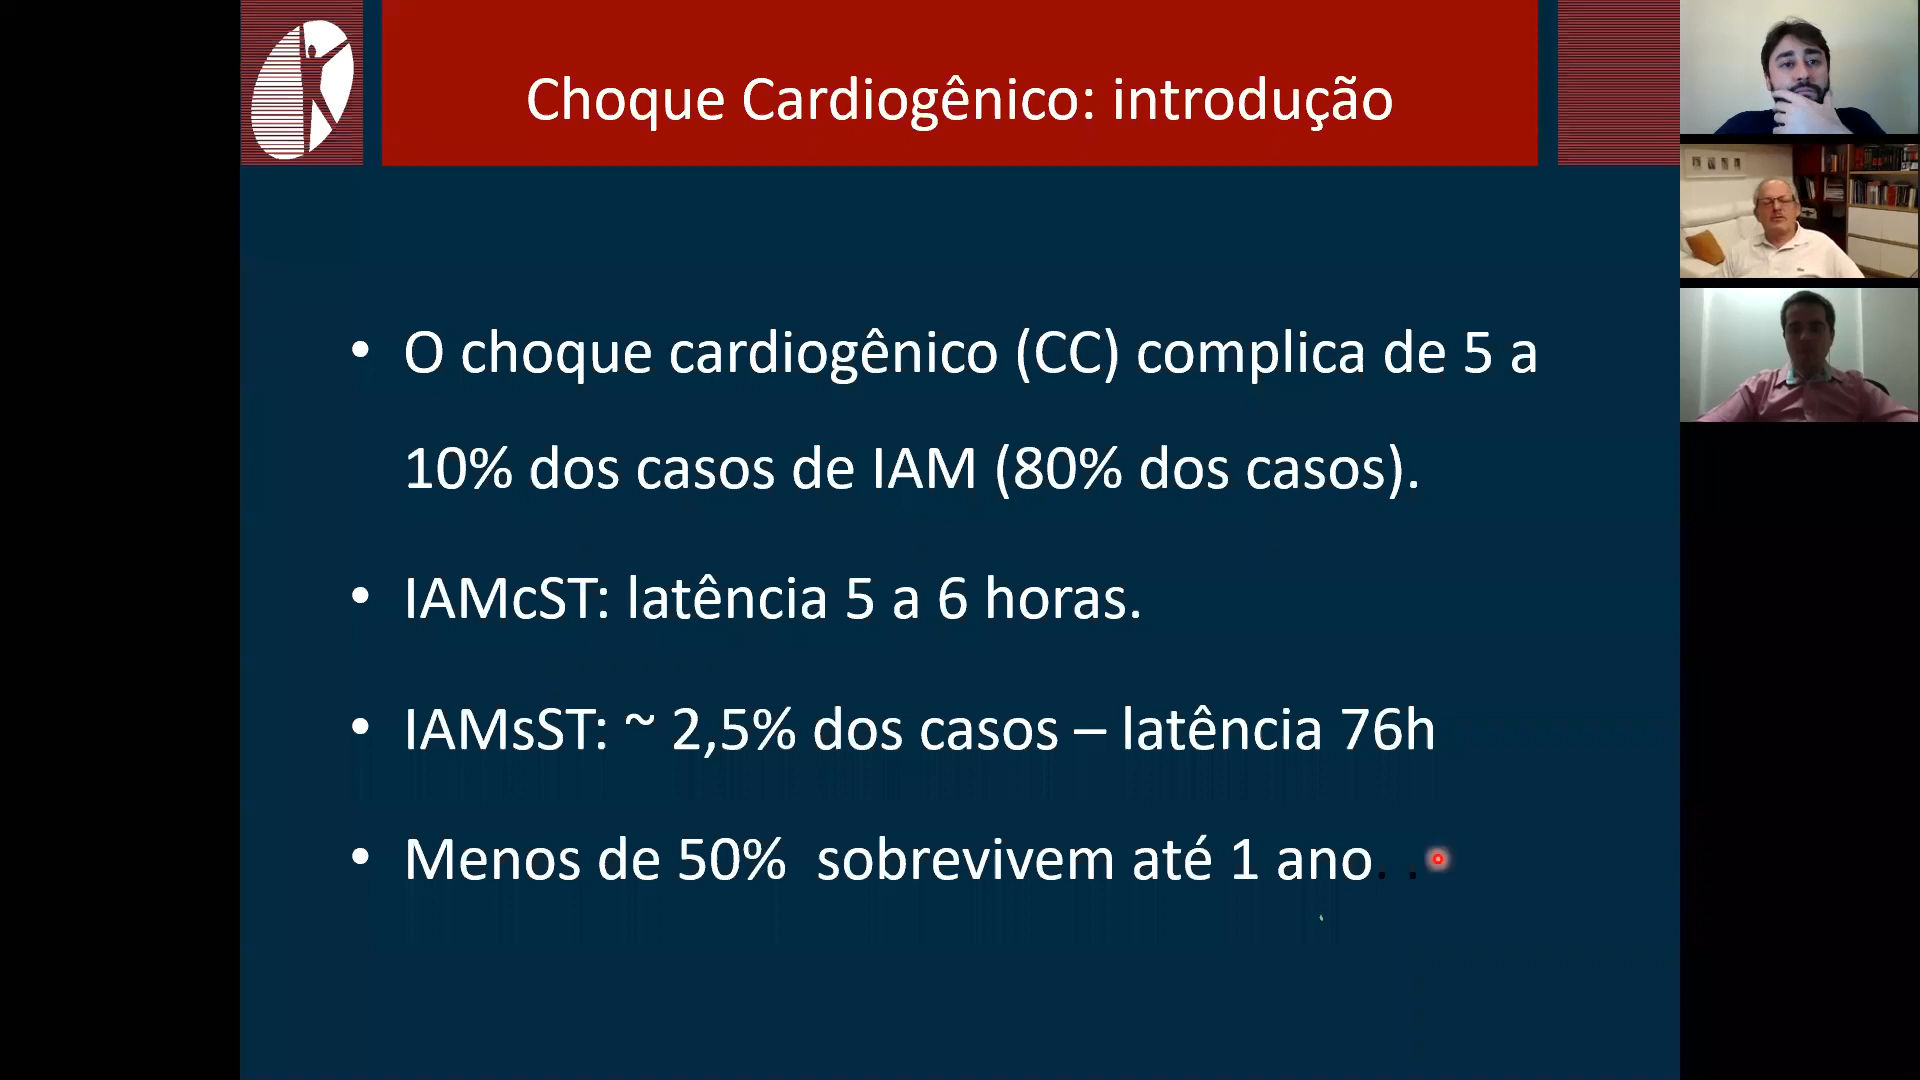 Choque Cardiogênico: introdução
• O choque cardiogênico (CC) complica de 5 a
10% dos casos de IAM (80% dos casos).
• IAMcST: latência 5 a 6 horas.
• IAMsST: ~ 2,5% dos casos – latência 76h
• Menos de 50%  sobrevivem até 1 ano. .